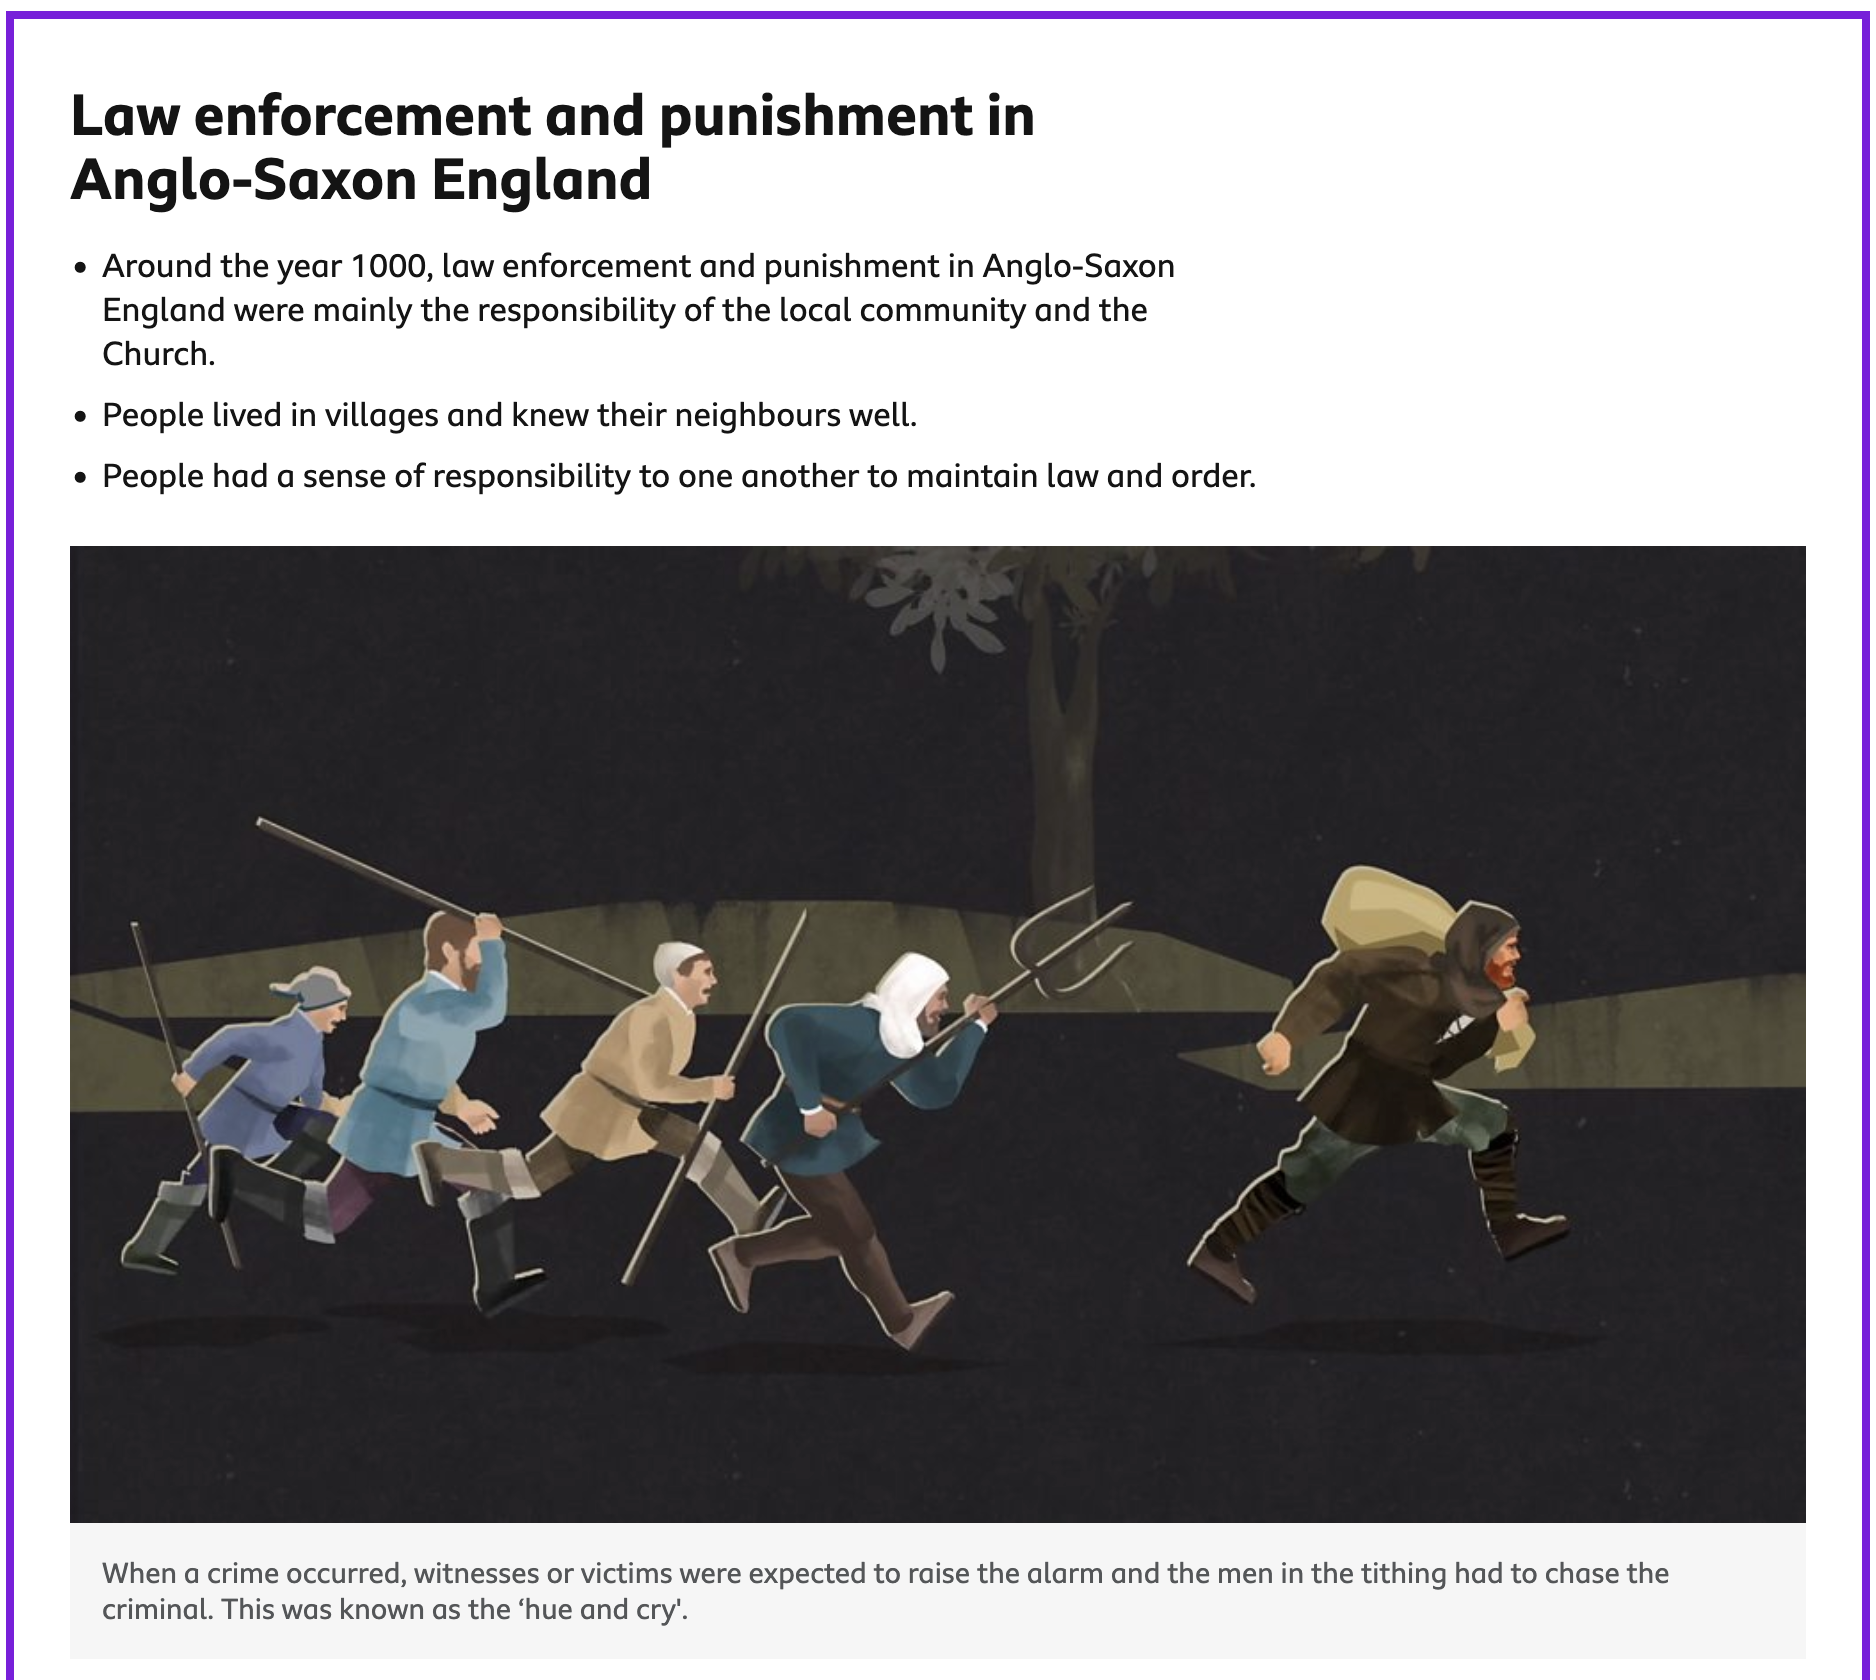 Law enforcement and punishment in
Anglo-Saxon England
• Around the year 1000, law enforcement and punishment in Anglo-Saxon
England were mainly the responsibility of the local community and the
Church.
• People lived in villages and knew their neighbours well.
• People had a sense of responsibility to one another to maintain law and order.
When a crime occurred, witnesses or victims were expected to raise the alarm and the men in the tithing had to chase the
criminal. This was known as the ‘hue and cry'.